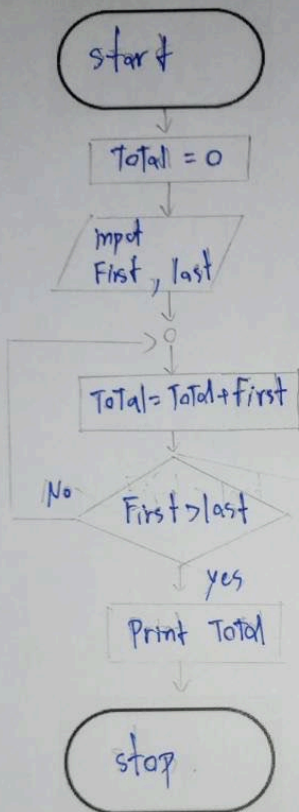 start
Total = 0
input
First, last
Total = Total + First
No
First > last
yes
Print Total
stop